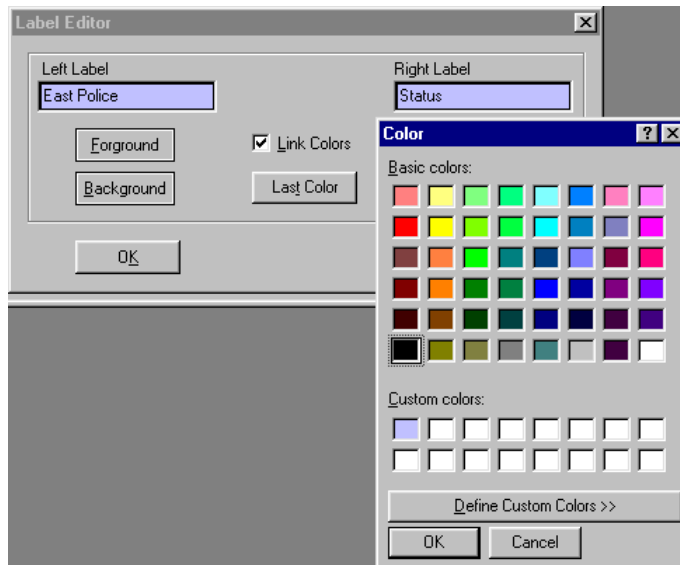 Label Editor
Left Label
Right Label
East Police
Status
Forground
Link Colors
Background
Last Color
OK
Color
Basic colors:
Custom colors:
Define Custom Colors >>
OK
Cancel